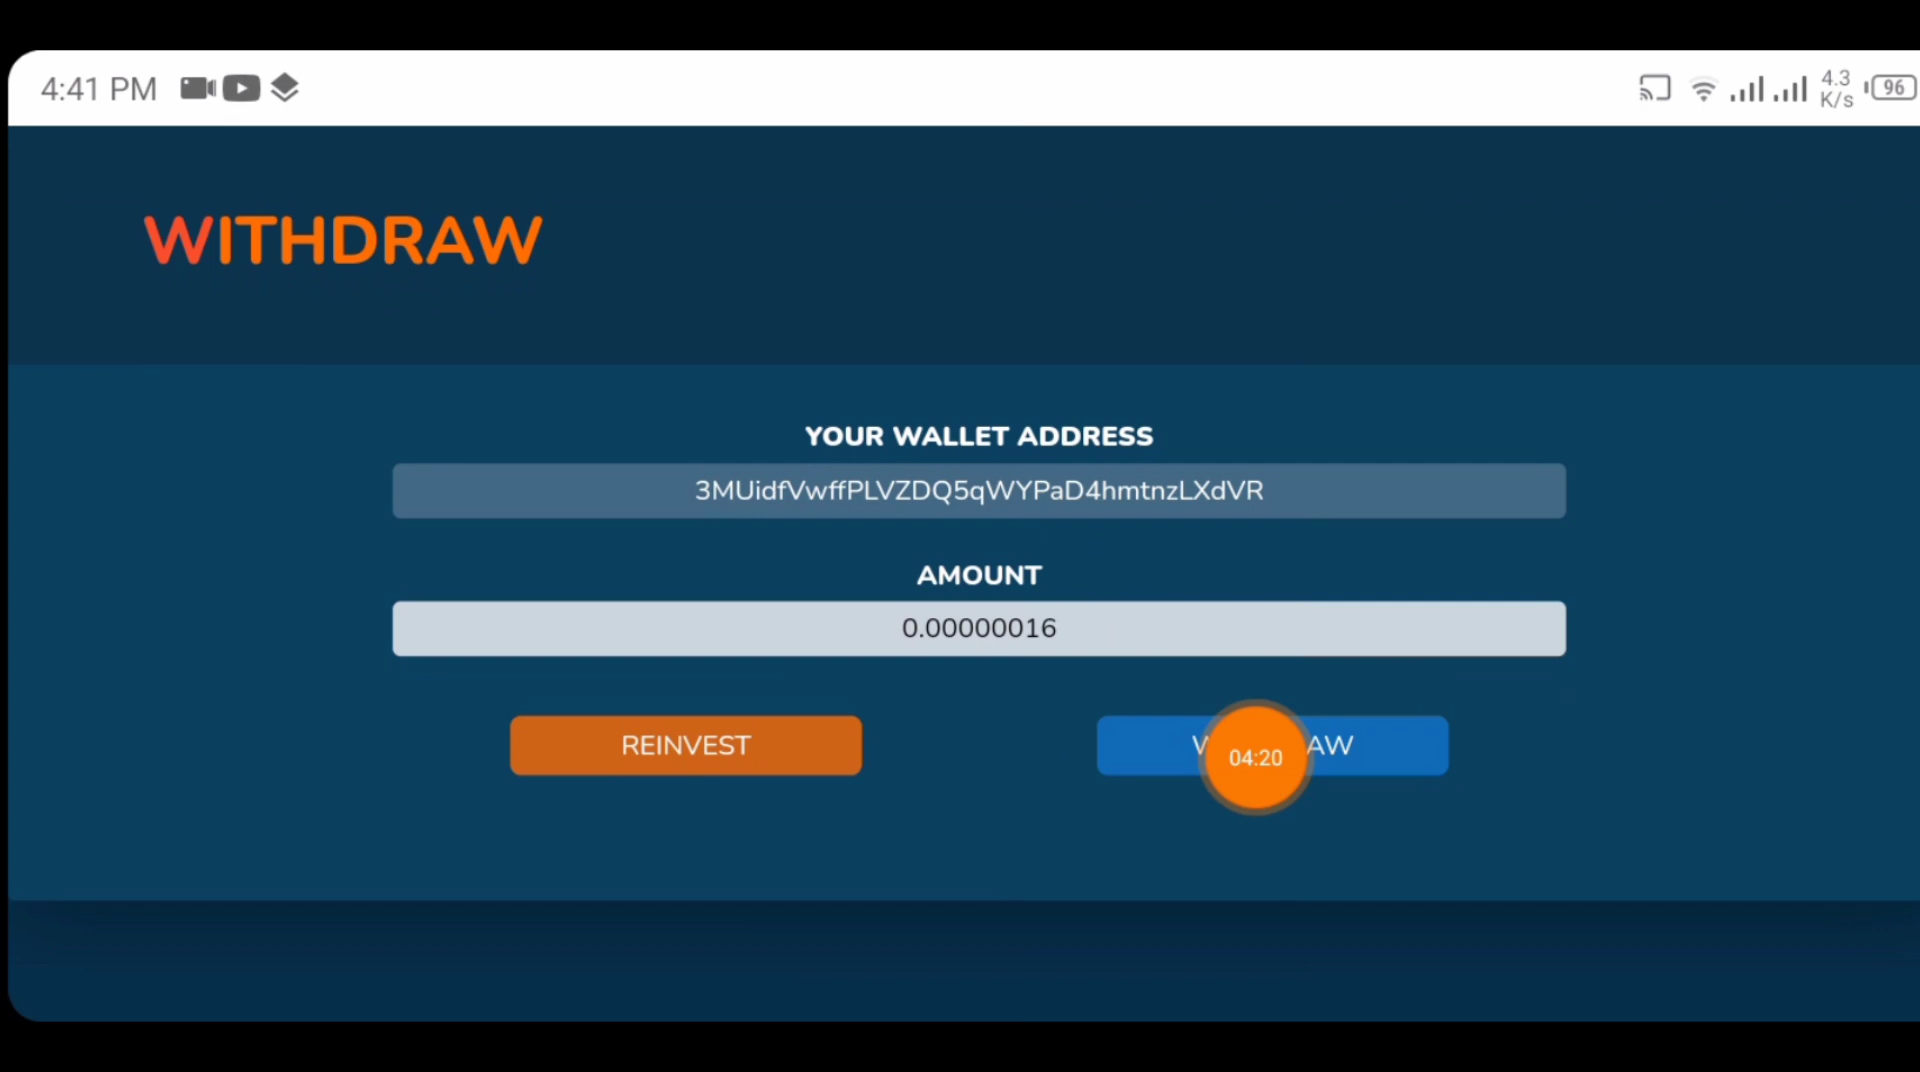 4:41 PM
4.3
K/s
96
WITHDRAW
YOUR WALLET ADDRESS
3MUidfVwffPLVZDQ5qWYPaD4hmtnzLXdVR
AMOUNT
0.00000016
REINVEST
04:20